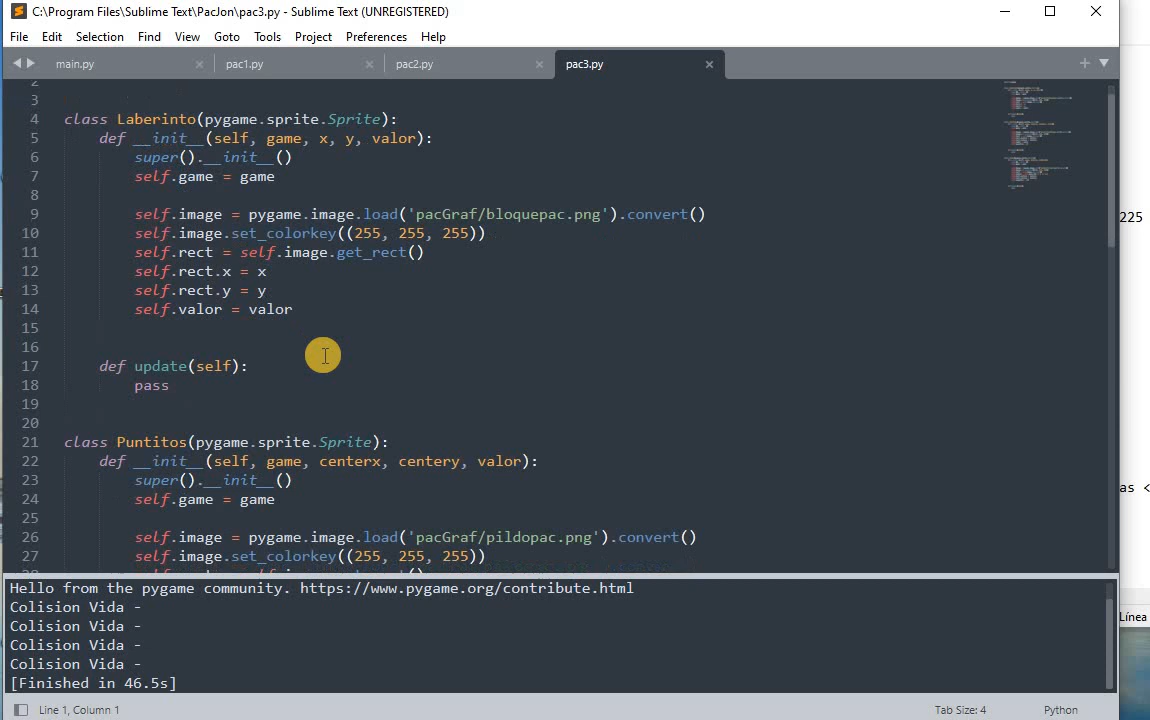 C:\Program Files\Sublime Text\PacJon\pac3.py - Sublime Text (UNREGISTERED)
File Edit Selection Find View Goto Tools Project Preferences Help
main.py × pac1.py × pac2.py × pac3.py ×
2
3
4 class Laberinto(pygame.sprite.Sprite):
5 def __init__(self, game, x, y, valor):
6 super().__init__()
7 self.game = game
8
9 self.image = pygame.image.load('pacGraf/bloquepac.png').convert()
10 self.image.set_colorkey((255, 255, 255))
11 self.rect = self.image.get_rect()
12 self.rect.x = x
13 self.rect.y = y
14 self.valor = valor
15
16
17 def update(self):
18 pass
19
20
21 class Puntitos(pygame.sprite.Sprite):
22 def __init__(self, game, centerx, centery, valor):
23 super().__init__()
24 self.game = game
25
26 self.image = pygame.image.load('pacGraf/pildopac.png').convert()
27 self.image.set_colorkey((255, 255, 255))
225
as <
Línea
Hello from the pygame community. https://www.pygame.org/contribute.html
Colision Vida -
Colision Vida -
Colision Vida -
Colision Vida -
[Finished in 46.5s]
Line 1, Column 1 Tab Size: 4 Python